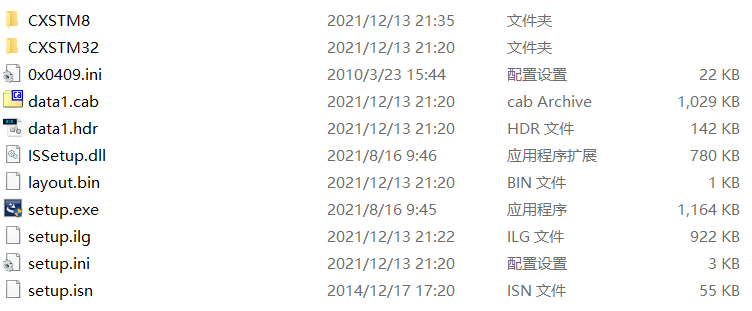 CXSTM8 2021/12/13 21:35 文件夹
CXSTM32 2021/12/13 21:20 文件夹
0x0409.ini 2010/3/23 15:44 配置设置 22 KB
data1.cab 2021/12/13 21:20 cab Archive 1,029 KB
data1.hdr 2021/12/13 21:20 HDR 文件 142 KB
ISSetup.dll 2021/8/16 9:46 应用程序扩展 780 KB
layout.bin 2021/12/13 21:20 BIN 文件 1 KB
setup.exe 2021/8/16 9:45 应用程序 1,164 KB
setup.ilg 2021/12/13 21:22 ILG 文件 922 KB
setup.ini 2021/12/13 21:20 配置设置 3 KB
setup.isn 2014/12/17 17:20 ISN 文件 55 KB